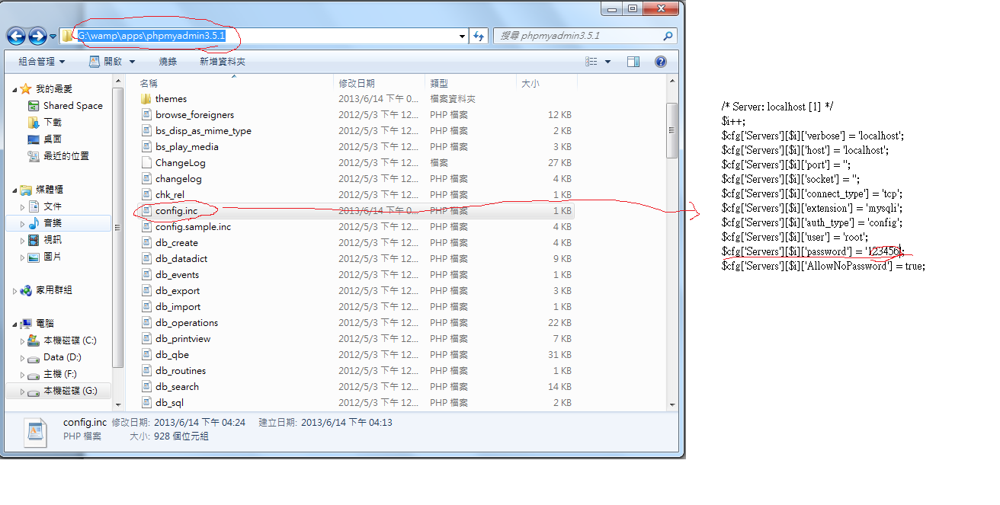 G:\wamp\apps\phpmyadmin3.5.1
搜尋 phpmyadmin3.5.1
組合管理 開啟 燒錄 新增資料夾
我的最愛
Shared Space
下載
桌面
最近的位置
媒體櫃
文件
音樂
視訊
圖片
家用群組
電腦
本機磁碟 (C:)
Data (D:)
主機 (F:)
本機磁碟 (G:)
名稱 修改日期 類型 大小
themes 2013/6/14 下午 0... 檔案資料夾
browse_foreigners 2012/5/3 下午 12... PHP 檔案 12 KB
bs_disp_as_mime_type 2012/5/3 下午 12... PHP 檔案 2 KB
bs_play_media 2012/5/3 下午 12... PHP 檔案 3 KB
ChangeLog 2012/5/3 下午 12... 檔案 27 KB
changelog 2012/5/3 下午 12... PHP 檔案 4 KB
chk_rel 2012/5/3 下午 12... PHP 檔案 1 KB
config.inc 2013/6/14 下午 0... PHP 檔案 1 KB
config.sample.inc 2012/5/3 下午 12... PHP 檔案 4 KB
db_create 2012/5/3 下午 12... PHP 檔案 4 KB
db_datadict 2012/5/3 下午 12... PHP 檔案 9 KB
db_events 2012/5/3 下午 12... PHP 檔案 1 KB
db_export 2012/5/3 下午 12... PHP 檔案 3 KB
db_import 2012/5/3 下午 12... PHP 檔案 1 KB
db_operations 2012/5/3 下午 12... PHP 檔案 22 KB
db_printview 2012/5/3 下午 12... PHP 檔案 7 KB
db_qbe 2012/5/3 下午 12... PHP 檔案 31 KB
db_routines 2012/5/3 下午 12... PHP 檔案 1 KB
db_search 2012/5/3 下午 12... PHP 檔案 14 KB
db_sql 2012/5/3 下午 12... PHP 檔案 2 KB
config.inc 修改日期: 2013/6/14 下午 04:24 建立日期: 2013/6/14 下午 04:13
PHP 檔案 大小: 928 個位元組
/* Server: localhost [1] */
$i++;
$cfg['Servers'][$i]['verbose'] = 'localhost';
$cfg['Servers'][$i]['host'] = 'localhost';
$cfg['Servers'][$i]['port'] = '';
$cfg['Servers'][$i]['socket'] = '';
$cfg['Servers'][$i]['connect_type'] = 'tcp';
$cfg['Servers'][$i]['extension'] = 'mysqli';
$cfg['Servers'][$i]['auth_type'] = 'config';
$cfg['Servers'][$i]['user'] = 'root';
$cfg['Servers'][$i]['password'] = '123456';
$cfg['Servers'][$i]['AllowNoPassword'] = true;